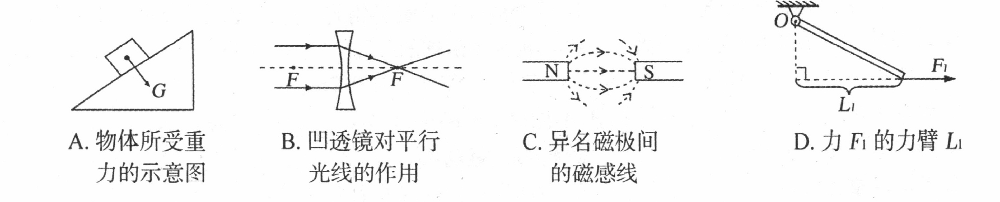 G
F
F
N
S
O
F₁
L₁
A. 物体所受重
力的示意图
B. 凹透镜对平行
光线的作用
C. 异名磁极间
的磁感线
D. 力 F₁ 的力臂 L₁